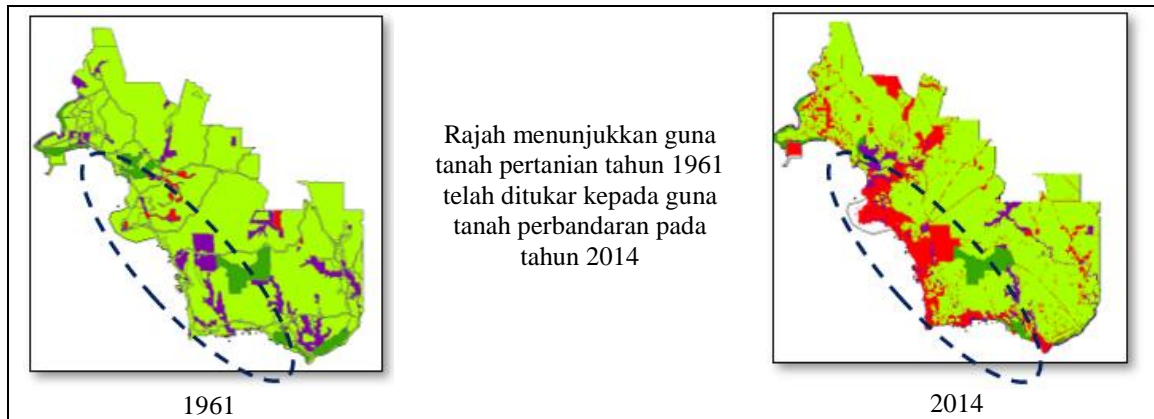 Rajah menunjukkan guna
tanah pertanian tahun 1961
telah ditukar kepada guna
tanah perbandaran pada
tahun 2014
1961
2014